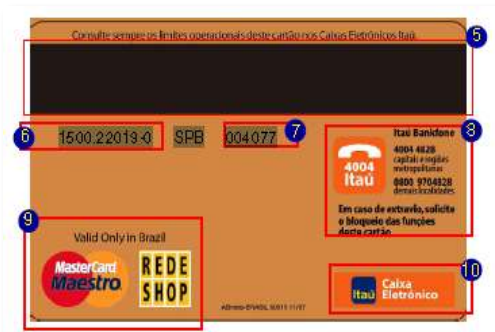 Consulte sempre os limites operacionais deste cartão nos Caixas Eletrônicos Itaú.
5
6
1500.22019-0 SPB 004077
7
8
Itaú Bankfone
4004 4828
capitais e regiões
metropolitanas
0800 9704828
demais localidades
4004
Itaú
Em caso de extravio, solicite
o bloqueio das funções
deste cartão
9
Valid Only in Brazil
MasterCard
Maestro
REDE
SHOP
10
Itaú
Caixa
Eletrônico